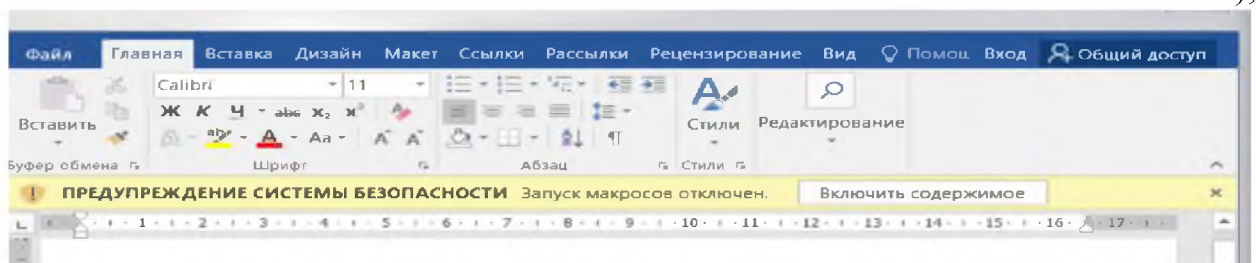 Файл Главная Вставка Дизайн Макет Ссылки Рассылки Рецензирование Вид Помощ Вход Общий доступ
Calibri 11
Ж К Ч abc x₂ x²
Вставить Стили Редактирование
aby A Aa A A
Буфер обмена Шрифт Абзац Стили
ПРЕДУПРЕЖДЕНИЕ СИСТЕМЫ БЕЗОПАСНОСТИ Запуск макросов отключен. Включить содержимое
1 2 3 4 5 6 7 8 9 10 11 12 13 14 15 16 17